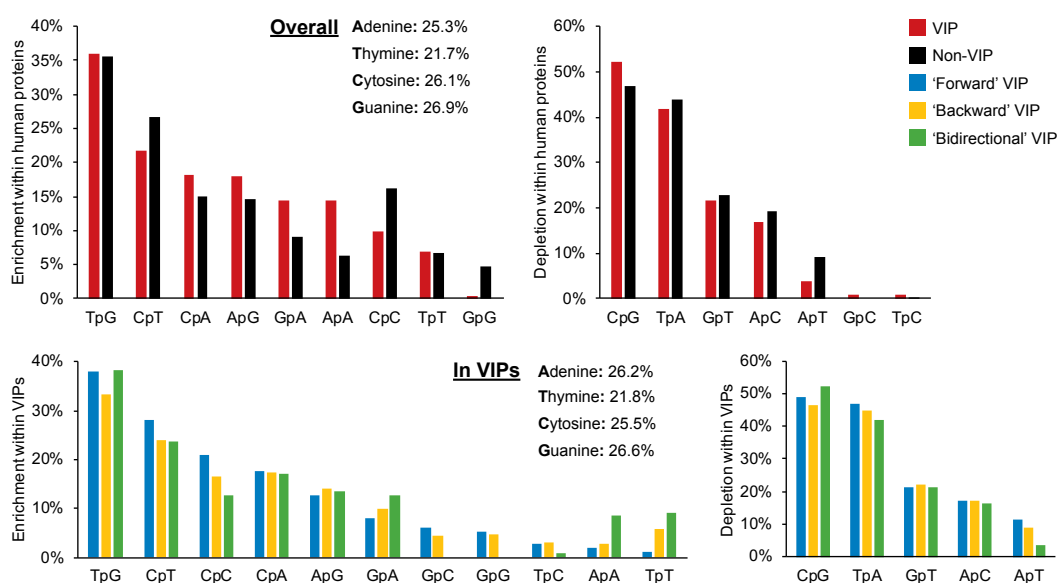 Overall
Adenine: 25.3%
Thymine: 21.7%
Cytosine: 26.1%
Guanine: 26.9%
Enrichment within human proteins
40%
35%
30%
25%
20%
15%
10%
5%
0%
TpG CpT CpA ApG GpA ApA CpC TpT GpG
Depletion within human proteins
60%
50%
40%
30%
20%
10%
0%
CpG TpA GpT ApC ApT GpC TpC
VIP
Non-VIP
‘Forward’ VIP
‘Backward’ VIP
‘Bidirectional’ VIP
In VIPs
Adenine: 26.2%
Thymine: 21.8%
Cytosine: 25.5%
Guanine: 26.6%
Enrichment within VIPs
40%
30%
20%
10%
0%
TpG CpT CpC CpA ApG GpA GpC GpG TpC ApA TpT
Depletion within VIPs
60%
50%
40%
30%
20%
10%
0%
CpG TpA GpT ApC ApT